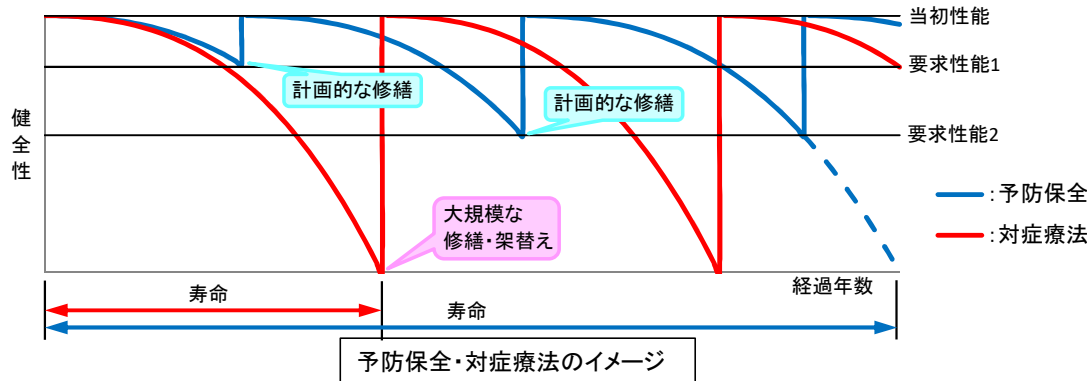 当初性能
要求性能1
計画的な修繕
計画的な修繕
要求性能2
健全性
:予防保全
:対症療法
大規模な
修繕・架替え
経過年数
寿命
寿命
予防保全・対症療法のイメージ